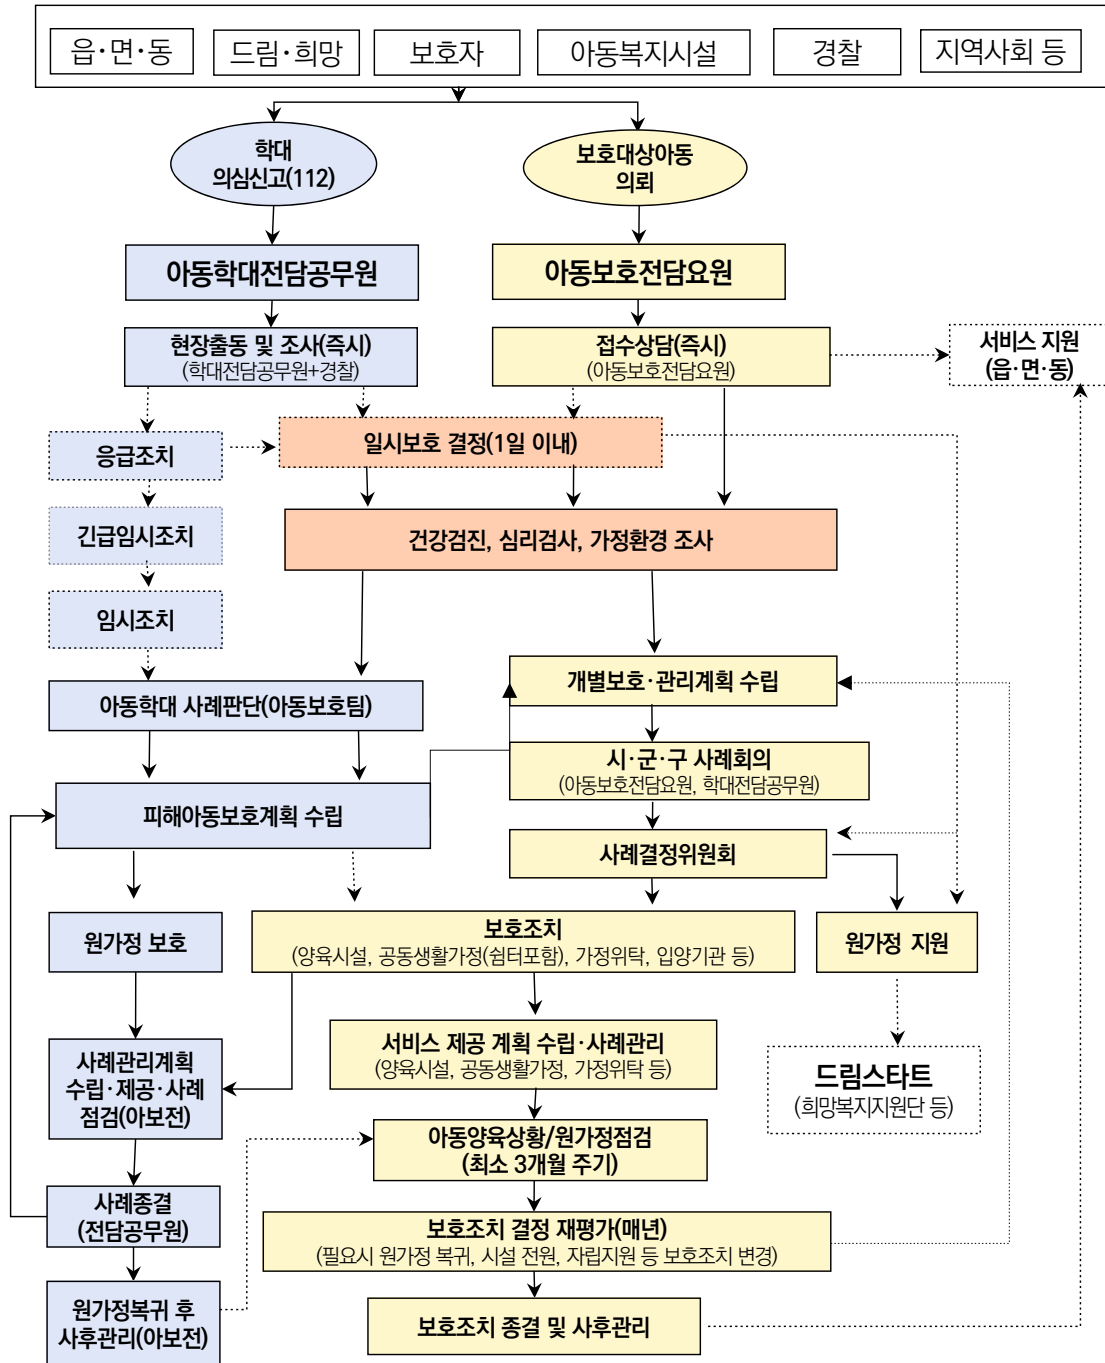 읍·면·동
드림·희망
보호자
아동복지시설
경찰
지역사회 등
학대
의심신고(112)
보호대상아동
의뢰
아동학대전담공무원
아동보호전담요원
현장출동 및 조사(즉시)
(학대전담공무원+경찰)
접수상담(즉시)
(아동보호전담요원)
서비스 지원
(읍·면·동)
응급조치
일시보호 결정(1일 이내)
긴급임시조치
건강검진, 심리검사, 가정환경 조사
임시조치
아동학대 사례판단(아동보호팀)
개별보호·관리계획 수립
시·군·구 사례회의
(아동보호전담요원, 학대전담공무원)
피해아동보호계획 수립
사례결정위원회
원가정 보호
보호조치
(양육시설, 공동생활가정(쉼터포함), 가정위탁, 입양기관 등)
원가정 지원
사례관리계획
수립·제공·사례
점검(아보전)
서비스 제공 계획 수립·사례관리
(양육시설, 공동생활가정, 가정위탁 등)
드림스타트
(희망복지지원단 등)
아동양육상황/원가정점검
(최소 3개월 주기)
사례종결
(전담공무원)
보호조치 결정 재평가(매년)
(필요시 원가정 복귀, 시설 전원, 자립지원 등 보호조치 변경)
원가정복귀 후
사후관리(아보전)
보호조치 종결 및 사후관리